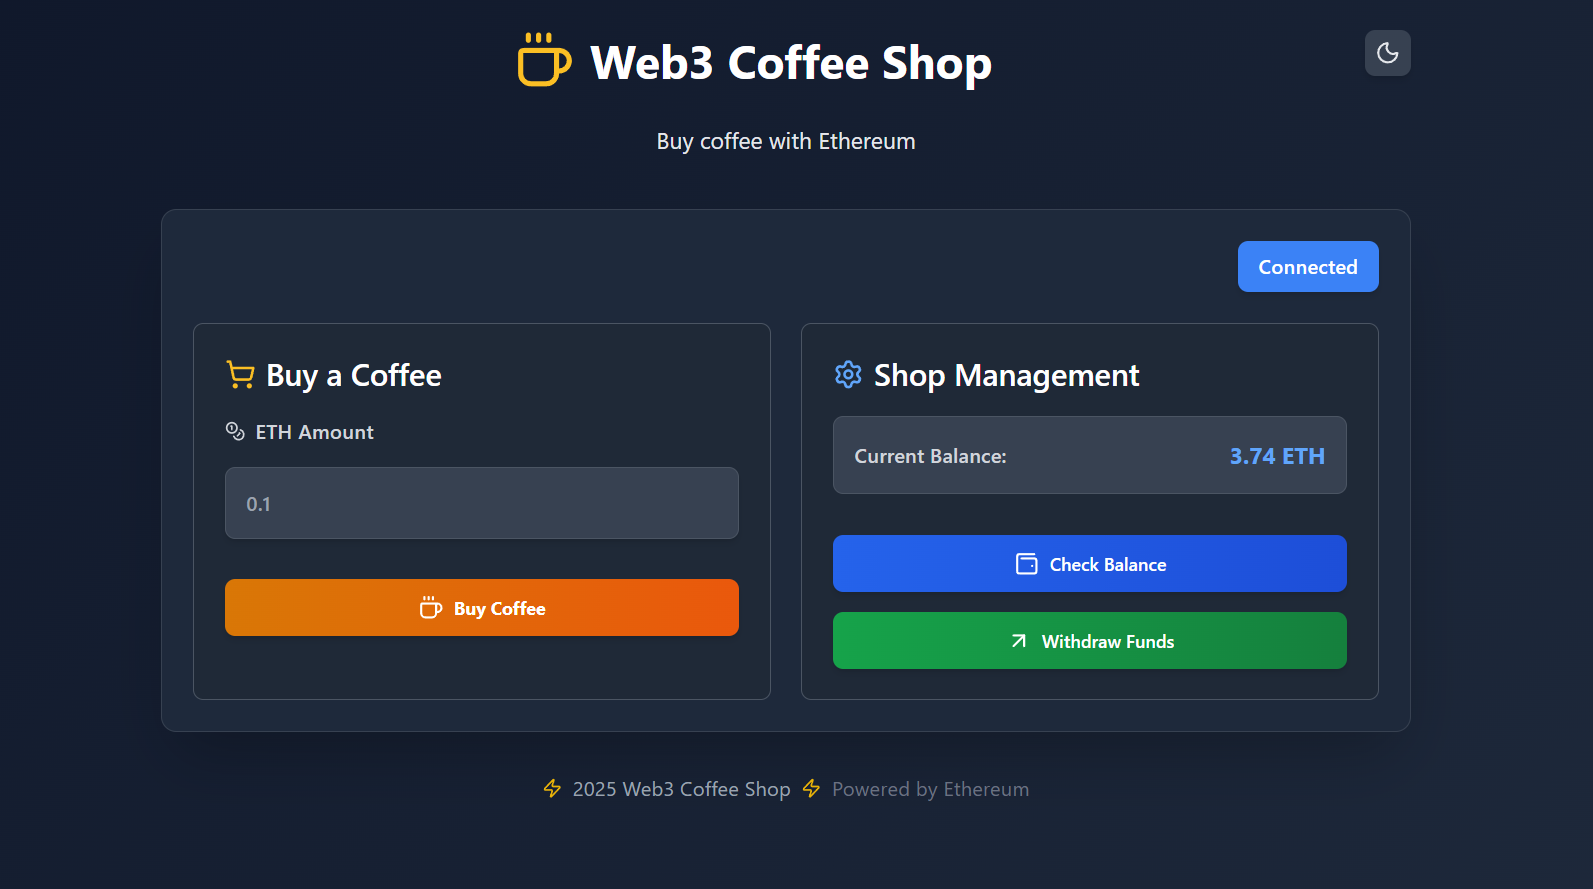 Web3 Coffee Shop
Buy coffee with Ethereum
Connected
Buy a Coffee
ETH Amount
0.1
Buy Coffee
Shop Management
Current Balance: 3.74 ETH
Check Balance
Withdraw Funds
2025 Web3 Coffee Shop Powered by Ethereum